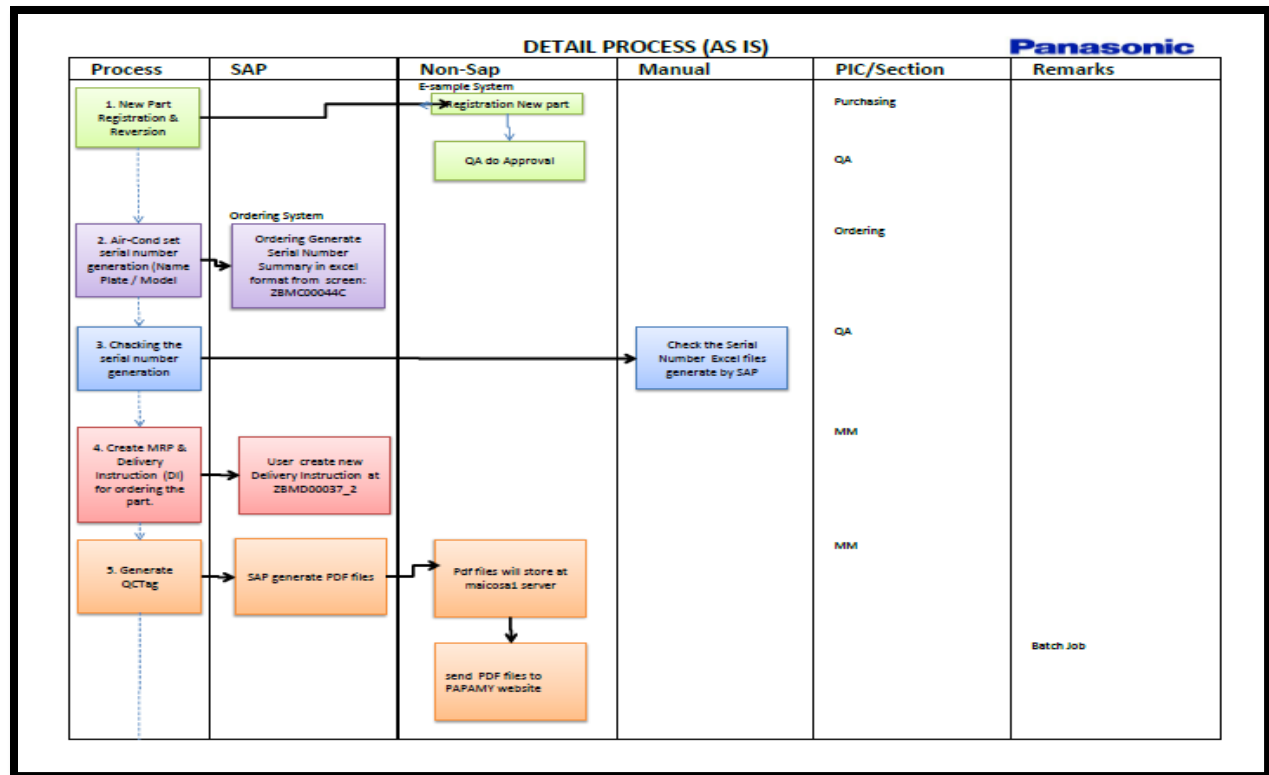 DETAIL PROCESS (AS IS)
Panasonic
Process
SAP
Non-Sap
Manual
PIC/Section
Remarks
E-sample System
1. New Part
Registration &
Reversion
Registration New part
Purchasing
QA do Approval
QA
Ordering System
2. Air-Cond set
serial number
generation (Name
Plate / Model
Ordering Generate
Serial Number
Summary in excel
format from screen:
ZBMC00044C
Ordering
3. Chacking the
serial number
generation
Check the Serial
Number Excel files
generate by SAP
QA
4. Create MRP &
Delivery
Instruction (DI)
for ordering the
part.
User create new
Delivery Instruction at
ZBMD00037_2
MM
5. Generate
QCTag
SAP generate PDF files
Pdf files will store at
maicosa1 server
MM
send PDF files to
PAPAMY website
Batch Job